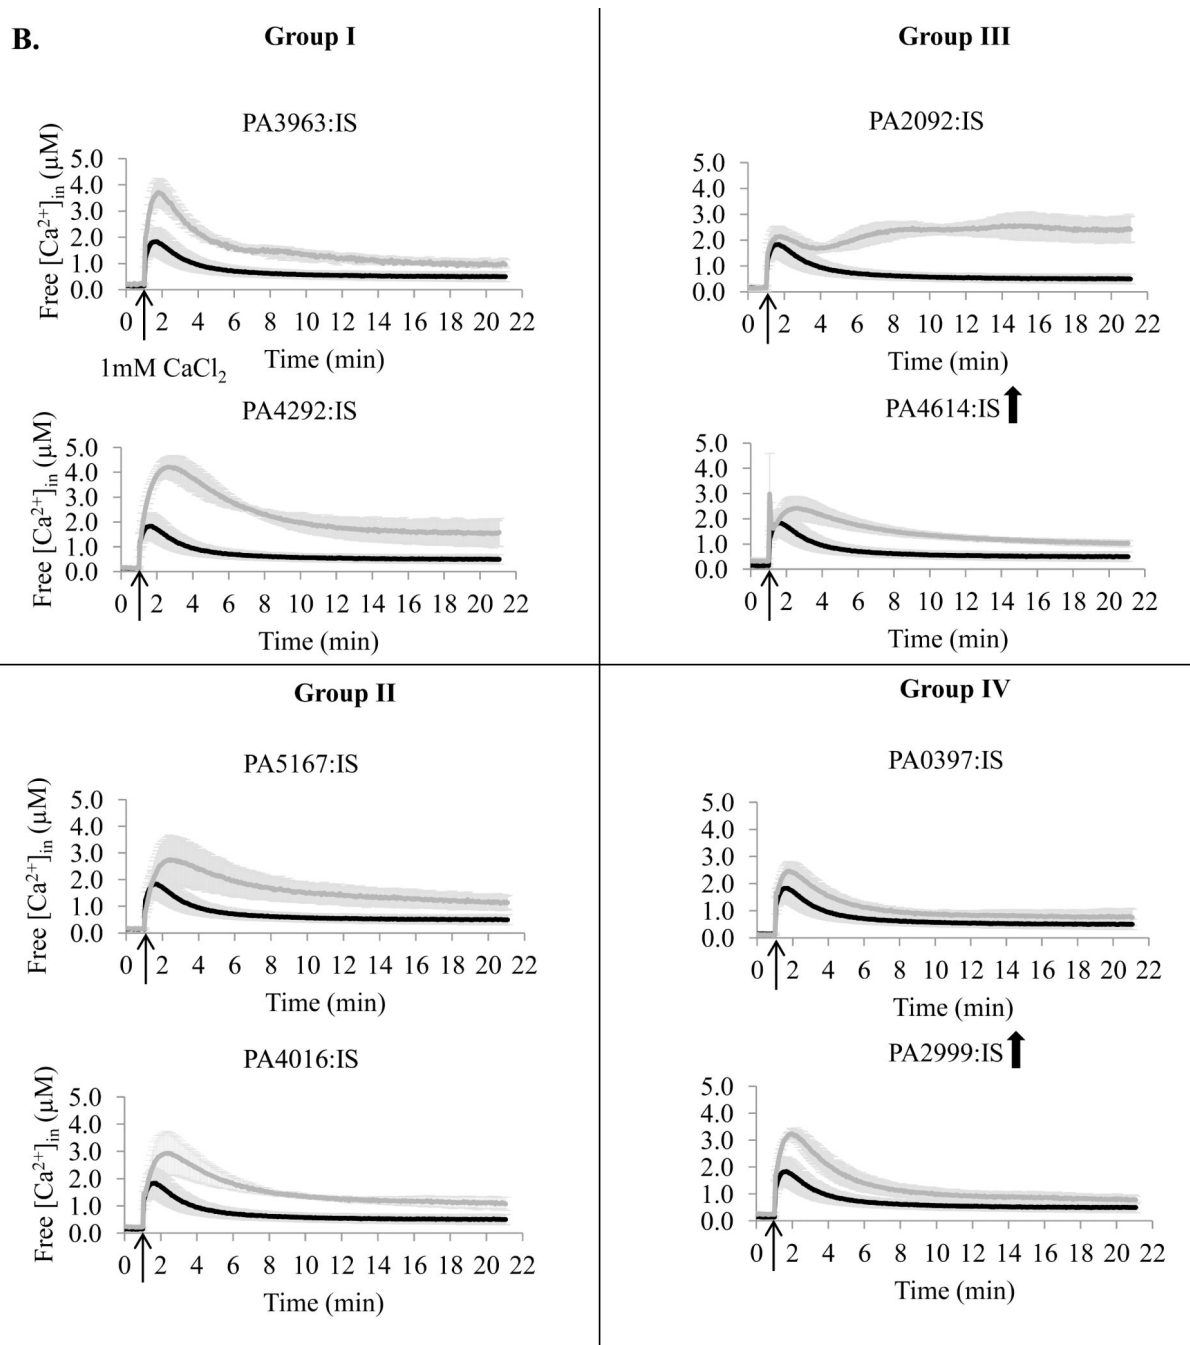 B.
Group I
PA3963:IS
Free [Ca²⁺]in (µM)
5.0
4.0
3.0
2.0
1.0
0.0
0 2 4 6 8 10 12 14 16 18 20 22
1mM CaCl₂
Time (min)
PA4292:IS
Free [Ca²⁺]in (µM)
5.0
4.0
3.0
2.0
1.0
0.0
0 2 4 6 8 10 12 14 16 18 20 22
Time (min)
Group III
PA2092:IS
5.0
4.0
3.0
2.0
1.0
0.0
0 2 4 6 8 10 12 14 16 18 20 22
Time (min)
PA4614:IS
5.0
4.0
3.0
2.0
1.0
0.0
0 2 4 6 8 10 12 14 16 18 20 22
Time (min)
Group II
PA5167:IS
Free [Ca²⁺]in (µM)
5.0
4.0
3.0
2.0
1.0
0.0
0 2 4 6 8 10 12 14 16 18 20 22
Time (min)
PA4016:IS
Free [Ca²⁺]in (µM)
5.0
4.0
3.0
2.0
1.0
0.0
0 2 4 6 8 10 12 14 16 18 20 22
Time (min)
Group IV
PA0397:IS
5.0
4.0
3.0
2.0
1.0
0.0
0 2 4 6 8 10 12 14 16 18 20 22
Time (min)
PA2999:IS
5.0
4.0
3.0
2.0
1.0
0.0
0 2 4 6 8 10 12 14 16 18 20 22
Time (min)